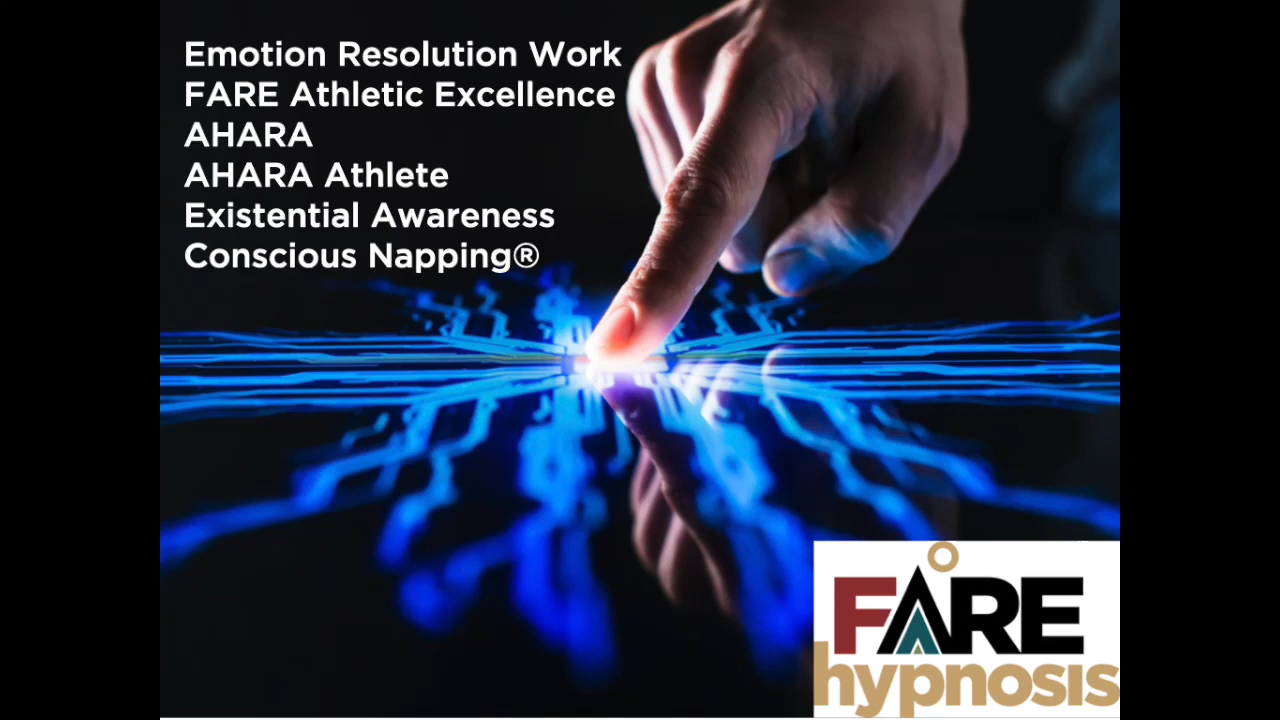 Emotion Resolution Work
FARE Athletic Excellence
AHARA
AHARA Athlete
Existential Awareness
Conscious Napping®
FARE
hypnosis